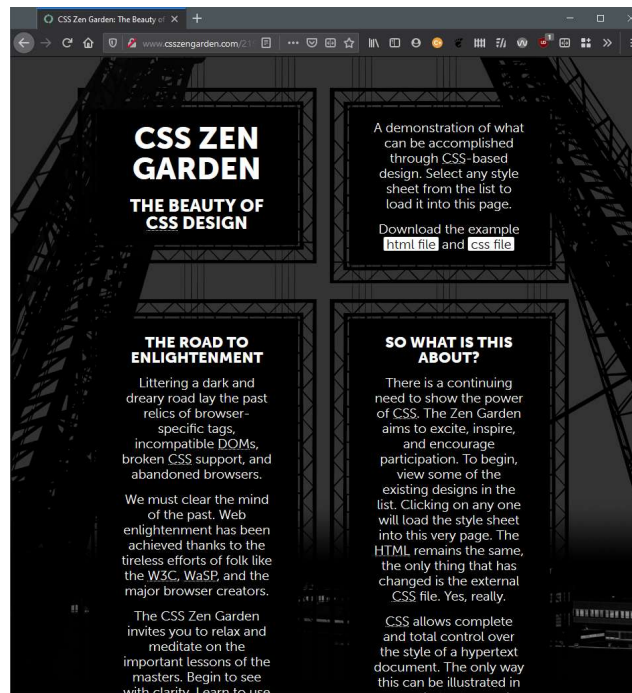 CSS Zen Garden: The Beauty of
www.csszengarden.com/21
CSS ZEN
GARDEN
THE BEAUTY OF
CSS DESIGN
A demonstration of what
can be accomplished
through CSS-based
design. Select any style
sheet from the list to
load it into this page.
Download the example
html file and css file
THE ROAD TO
ENLIGHTENMENT
Littering a dark and
dreary road lay the past
relics of browser-
specific tags,
incompatible DOMs,
broken CSS support, and
abandoned browsers.
We must clear the mind
of the past. Web
enlightenment has been
achieved thanks to the
tireless efforts of folk like
the W3C, WaSP, and the
major browser creators.
The CSS Zen Garden
invites you to relax and
meditate on the
important lessons of the
masters. Begin to see
with clarity. Learn to use
SO WHAT IS THIS
ABOUT?
There is a continuing
need to show the power
of CSS. The Zen Garden
aims to excite, inspire,
and encourage
participation. To begin,
view some of the
existing designs in the
list. Clicking on any one
will load the style sheet
into this very page. The
HTML remains the same,
the only thing that has
changed is the external
CSS file. Yes, really.
CSS allows complete
and total control over
the style of a hypertext
document. The only way
this can be illustrated in